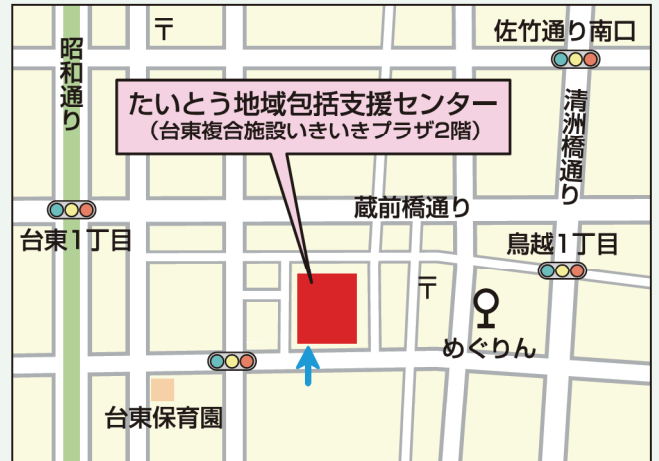 〒
佐竹通り南口
昭和通り
たいとう地域包括支援センター
（台東複合施設いきいきプラザ2階）
清洲橋通り
蔵前橋通り
台東1丁目
鳥越1丁目
〒
めぐりん
台東保育園